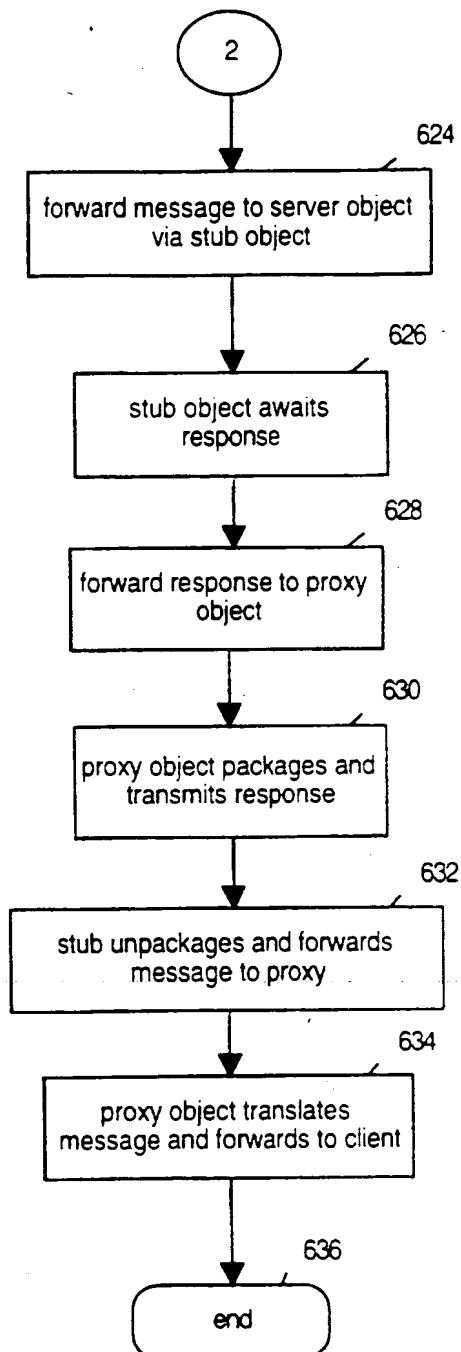 2
624
forward message to server object
via stub object
626
stub object awaits
response
628
forward response to proxy
object
630
proxy object packages and
transmits response
632
stub unpackages and forwards
message to proxy
634
proxy object translates
message and forwards to client
636
end